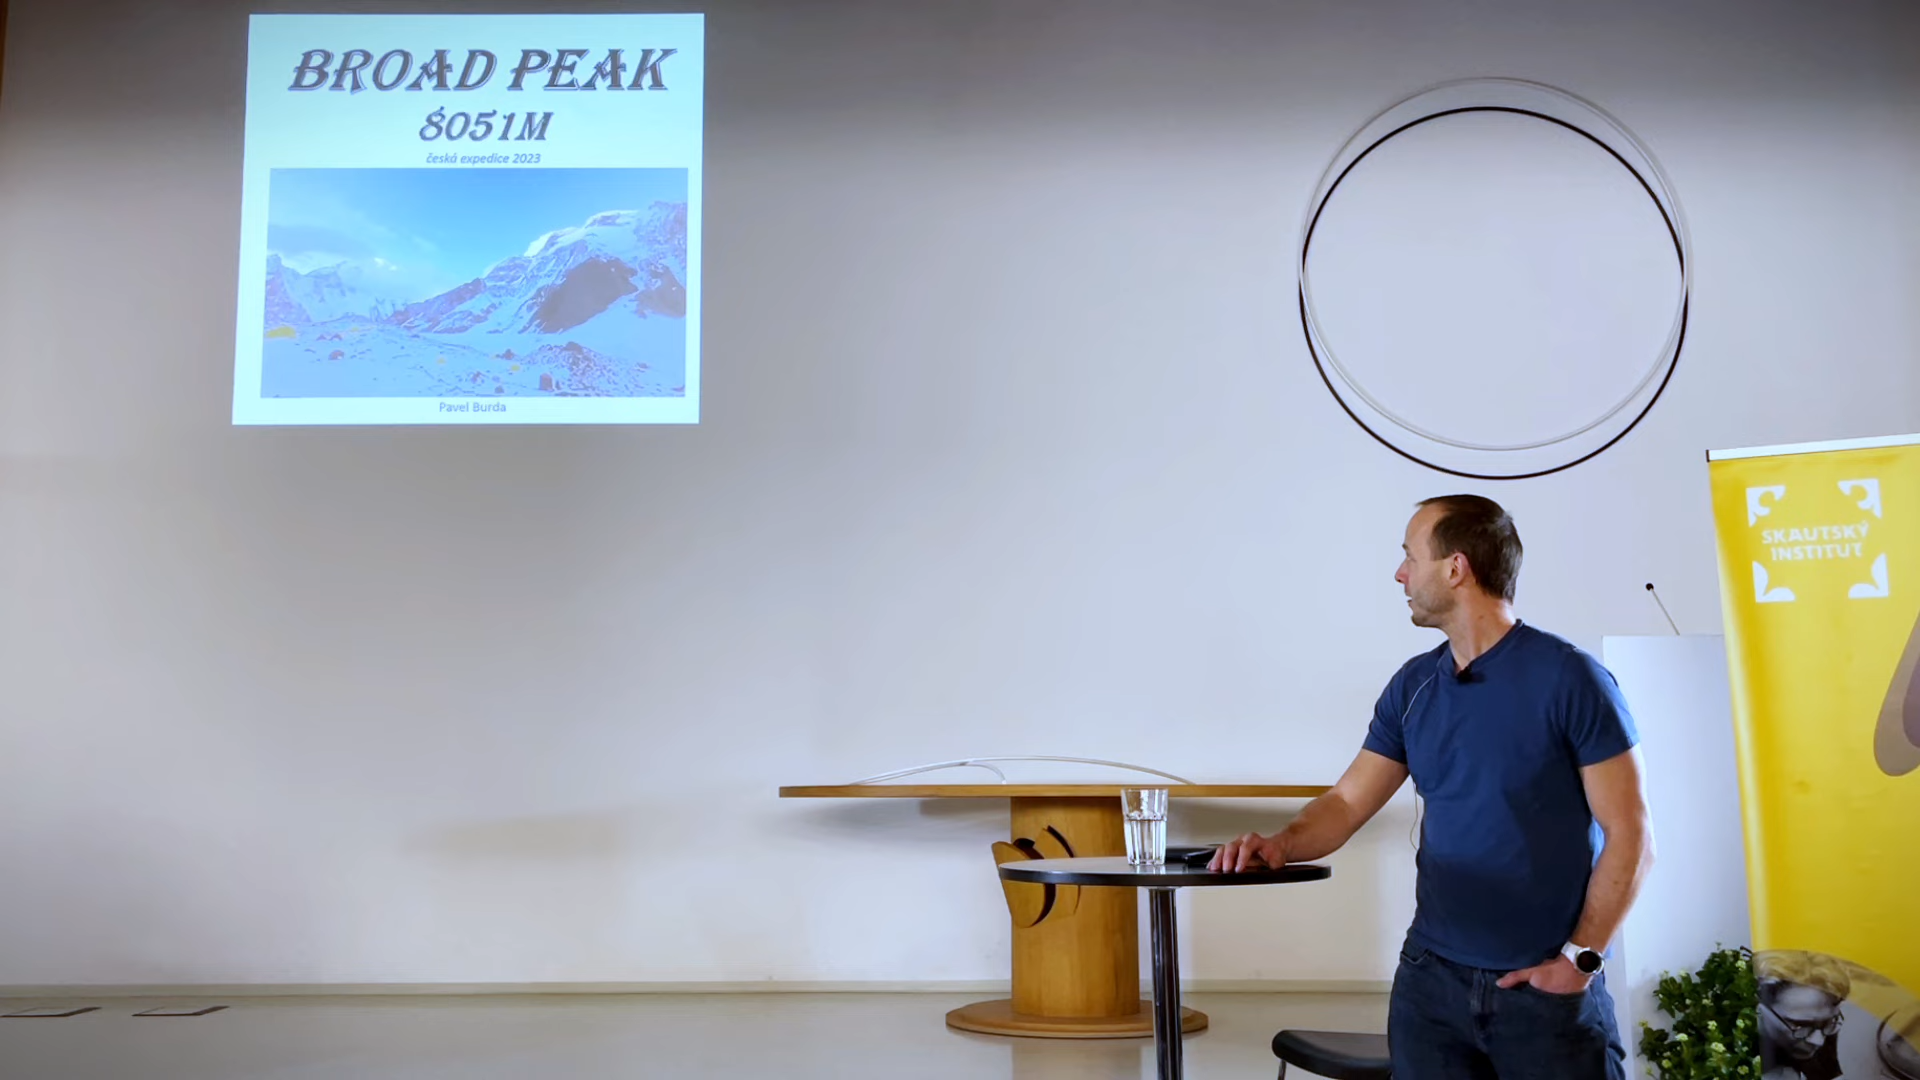 BROAD PEAK
8051M
česká expedice 2023
Pavel Burda
SKAUTSKÝ
INSTITUT